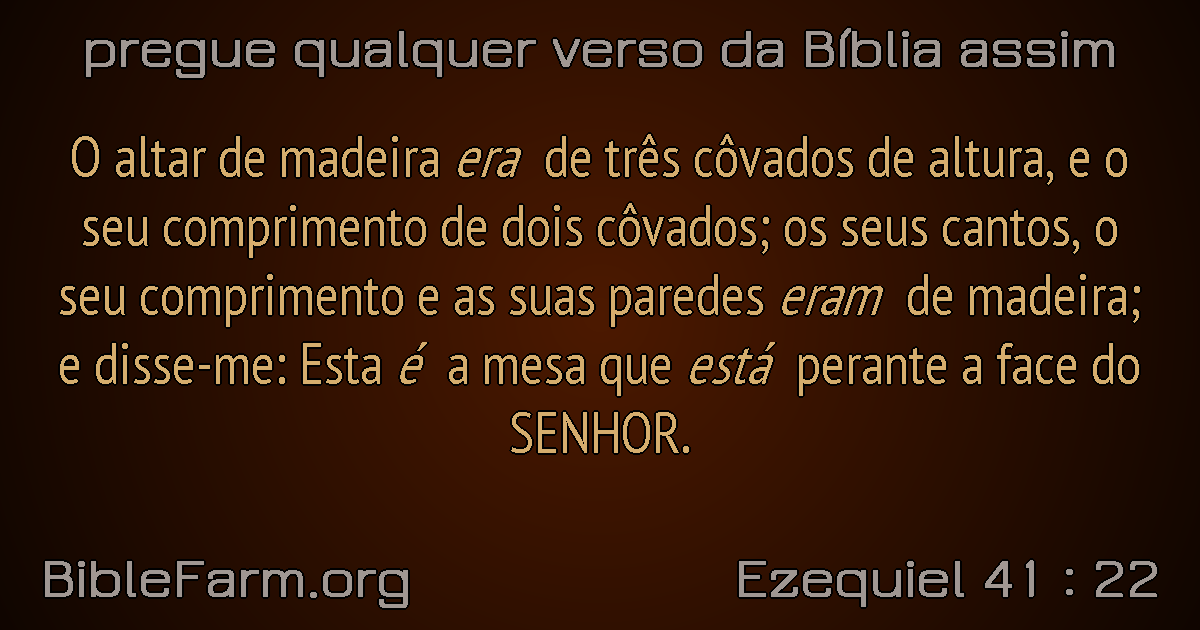 pregue qualquer verso da Bíblia assim
O altar de madeira era de três côvados de altura, e o
seu comprimento de dois côvados; os seus cantos, o
seu comprimento e as suas paredes eram de madeira;
e disse-me: Esta é a mesa que está perante a face do
SENHOR.
BibleFarm.org
Ezequiel 41 : 22